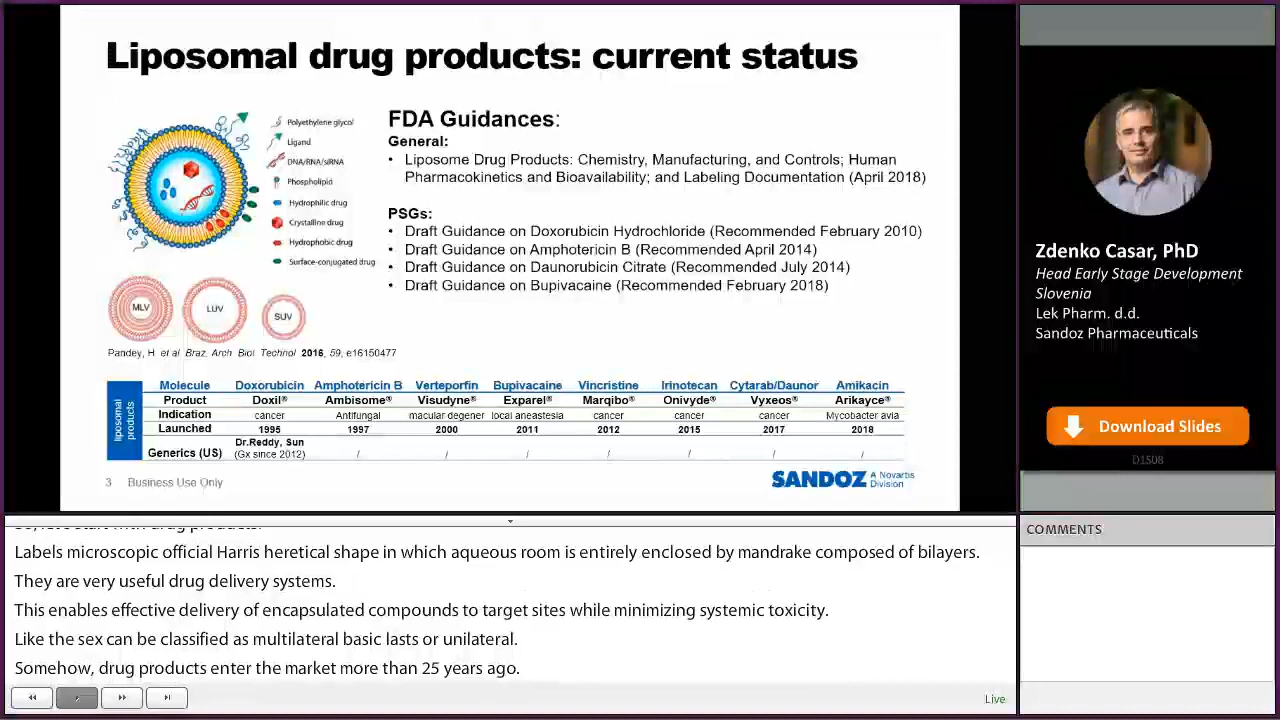 Liposomal drug products: current status
Polyethylene glycol
Ligand
DNA/RNA/siRNA
Phospholipid
Hydrophilic drug
Crystalline drug
Hydrophobic drug
Surface-conjugated drug
MLV
LUV
SUV
Pandey, H. et al Braz. Arch Biol Technol 2016, 59, e16150477
FDA Guidances:
General:
• Liposome Drug Products: Chemistry, Manufacturing, and Controls; Human
Pharmacokinetics and Bioavailability; and Labeling Documentation (April 2018)
PSGs:
• Draft Guidance on Doxorubicin Hydrochloride (Recommended February 2010)
• Draft Guidance on Amphotericin B (Recommended April 2014)
• Draft Guidance on Daunorubicin Citrate (Recommended July 2014)
• Draft Guidance on Bupivacaine (Recommended February 2018)
liposomal
products
Molecule Doxorubicin Amphotericin B Verteporfin Bupivacaine Vincristine Irinotecan Cytarab/Daunor Amikacin
Product Doxil® Ambisome® Visudyne® Exparel® Marqibo® Onivyde® Vyxeos® Arikayce®
Indication cancer Antifungal macular degener local aneastesia cancer cancer cancer Mycobacter avia
Launched 1995 1997 2000 2011 2012 2015 2017 2018
Generics (US) Dr.Reddy, Sun / / / / / / /
(Gx since 2012)
3 Business Use Only
SANDOZ A Novartis
Division
Zdenko Casar, PhD
Head Early Stage Development
Slovenia
Lek Pharm. d.d.
Sandoz Pharmaceuticals
Download Slides
D1S08
So, let's start with drug products.
Labels microscopic official Harris heretical shape in which aqueous room is entirely enclosed by mandrake composed of bilayers.
They are very useful drug delivery systems.
This enables effective delivery of encapsulated compounds to target sites while minimizing systemic toxicity.
Like the sex can be classified as multilateral basic lasts or unilateral.
Somehow, drug products enter the market more than 25 years ago.
Live
COMMENTS